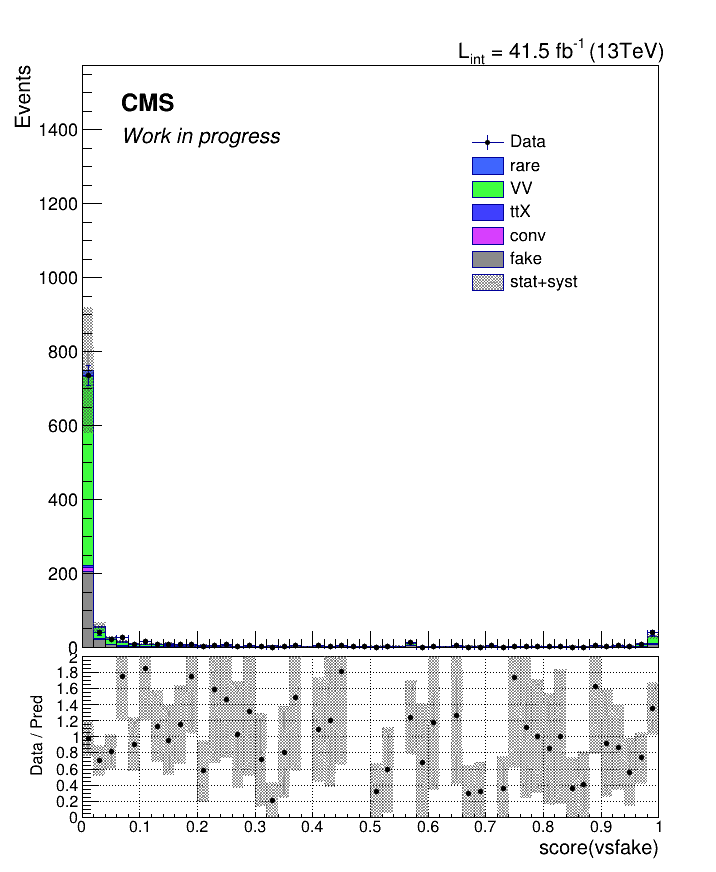 L_int = 41.5 fb^-1 (13TeV)
Events
CMS
Work in progress
1400
1200
1000
800
600
400
200
0
Data
rare
VV
ttX
conv
fake
stat+syst
Data / Pred
2
1.8
1.6
1.4
1.2
1
0.8
0.6
0.4
0.2
0
0 0.1 0.2 0.3 0.4 0.5 0.6 0.7 0.8 0.9 1
score(vsfake)